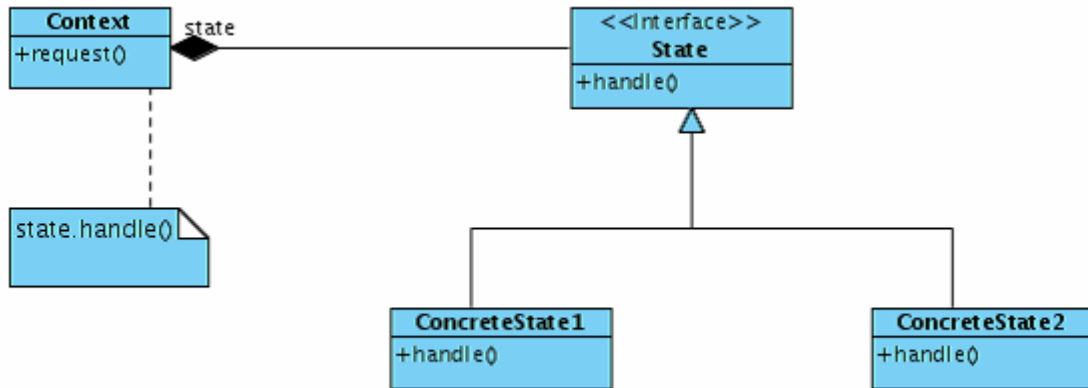 Context
+request()
state
<<Interface>>
State
+handle()
state.handle()
ConcreteState1
+handle()
ConcreteState2
+handle()